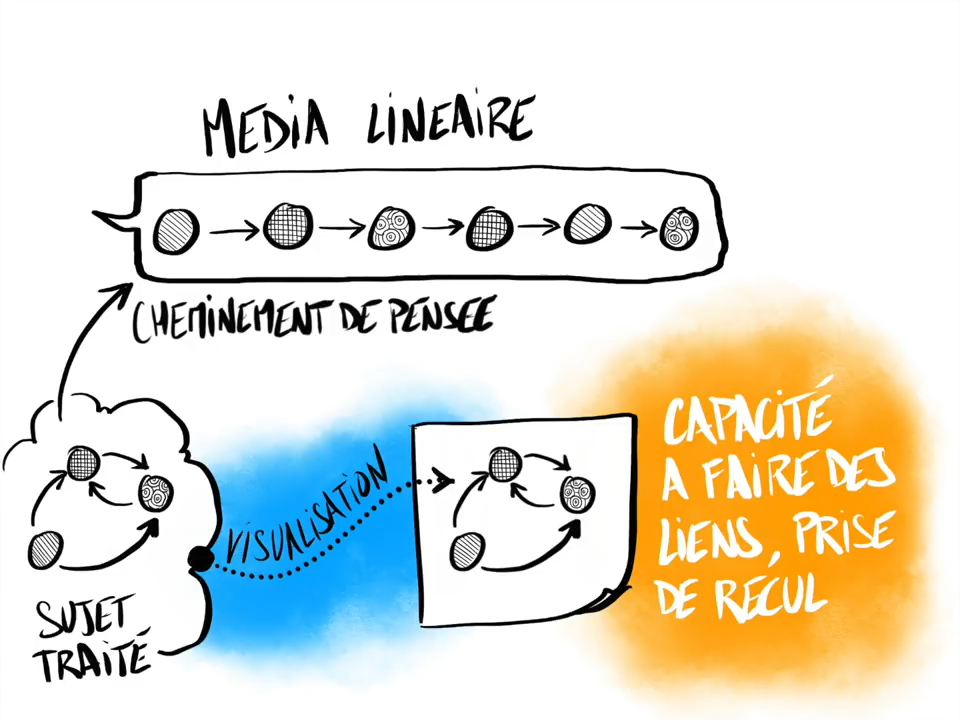 MEDIA LINEAIRE
CHEMINEMENT DE PENSEE
VISUALISATION
SUJET
TRAITÉ
CAPACITÉ
A FAIRE DES
LIENS, PRISE
DE RECUL